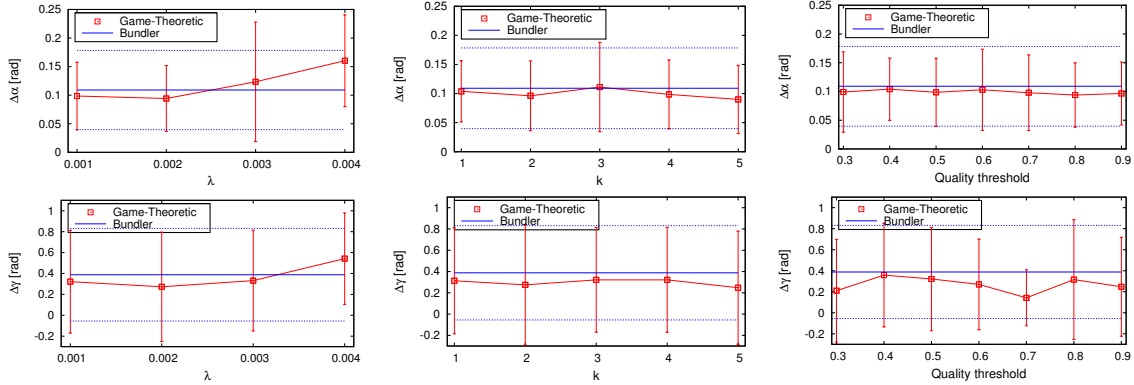 Game-Theoretic
Bundler
Δα [rad]
0.25
0.2
0.15
0.1
0.05
0
0.001
0.002
0.003
0.004
λ
Game-Theoretic
Bundler
Δα [rad]
0.25
0.2
0.15
0.1
0.05
0
1
2
3
4
5
k
Game-Theoretic
Bundler
Δα [rad]
0.25
0.2
0.15
0.1
0.05
0
0.3
0.4
0.5
0.6
0.7
0.8
0.9
Quality threshold
Game-Theoretic
Bundler
Δγ [rad]
1
0.8
0.6
0.4
0.2
0
-0.2
0.001
0.002
0.003
0.004
λ
Game-Theoretic
Bundler
Δγ [rad]
1
0.8
0.6
0.4
0.2
0
-0.2
1
2
3
4
5
k
Game-Theoretic
Bundler
Δγ [rad]
1
0.8
0.6
0.4
0.2
0
-0.2
0.3
0.4
0.5
0.6
0.7
0.8
0.9
Quality threshold